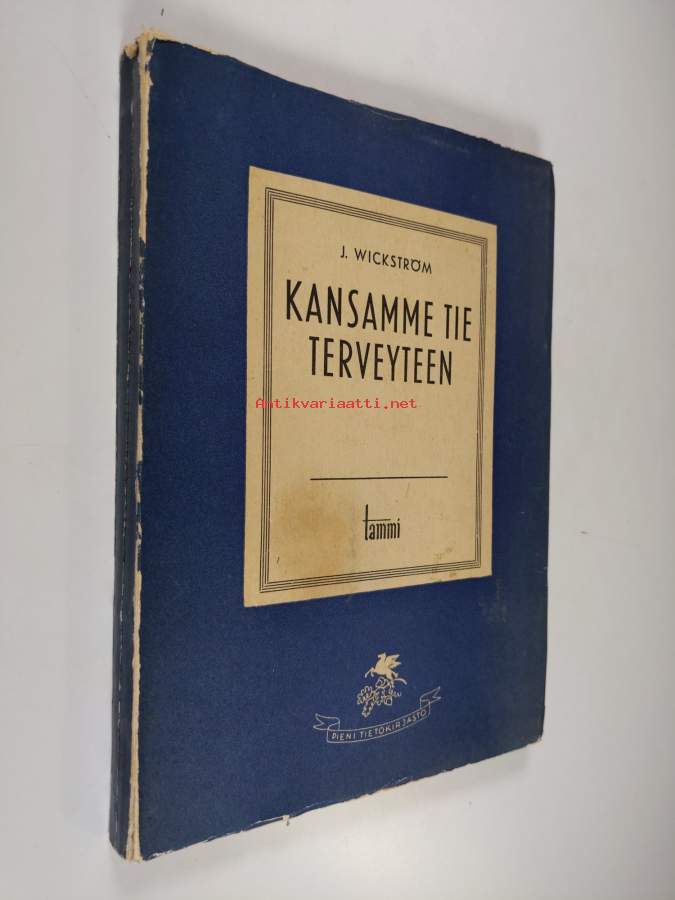 J. WICKSTRÖM
KANSAMME TIE
TERVEYTEEN
Antikvariaatti.net
tammi
PIENI TIETOKIRJASTO